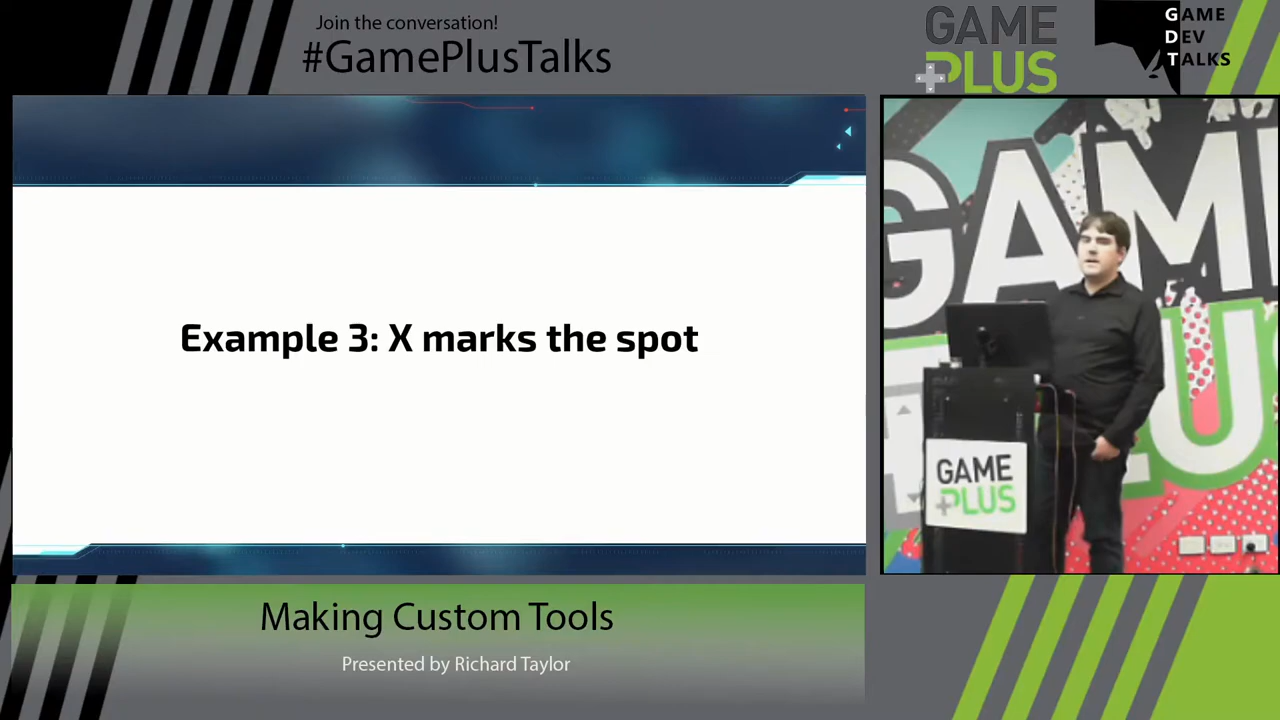 Join the conversation!
#GamePlusTalks
GAME
PLUS
GAME
DEV
TALKS
Example 3: X marks the spot
GAME
PLUS
Making Custom Tools
Presented by Richard Taylor